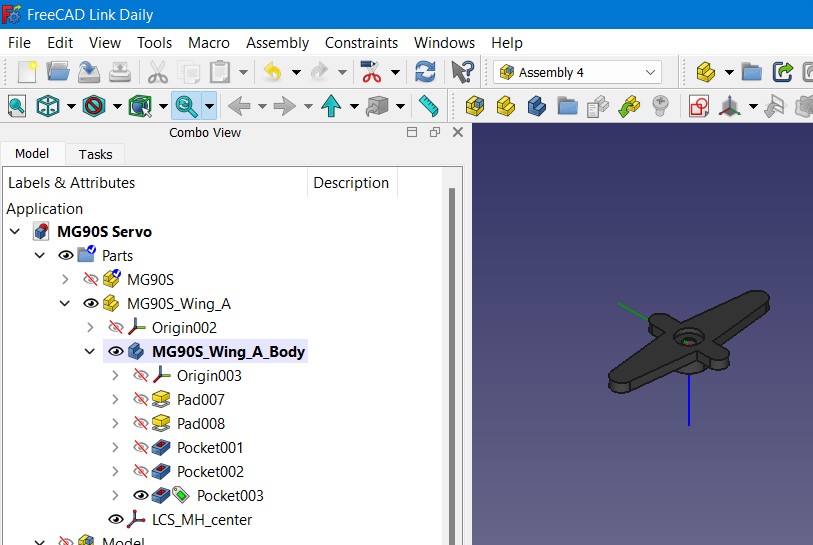 FreeCAD Link Daily
File Edit View Tools Macro Assembly Constraints Windows Help
Assembly 4
Combo View
Model Tasks
Labels & Attributes Description
Application
MG90S Servo
Parts
MG90S
MG90S_Wing_A
Origin002
MG90S_Wing_A_Body
Origin003
Pad007
Pad008
Pocket001
Pocket002
Pocket003
LCS_MH_center
Model